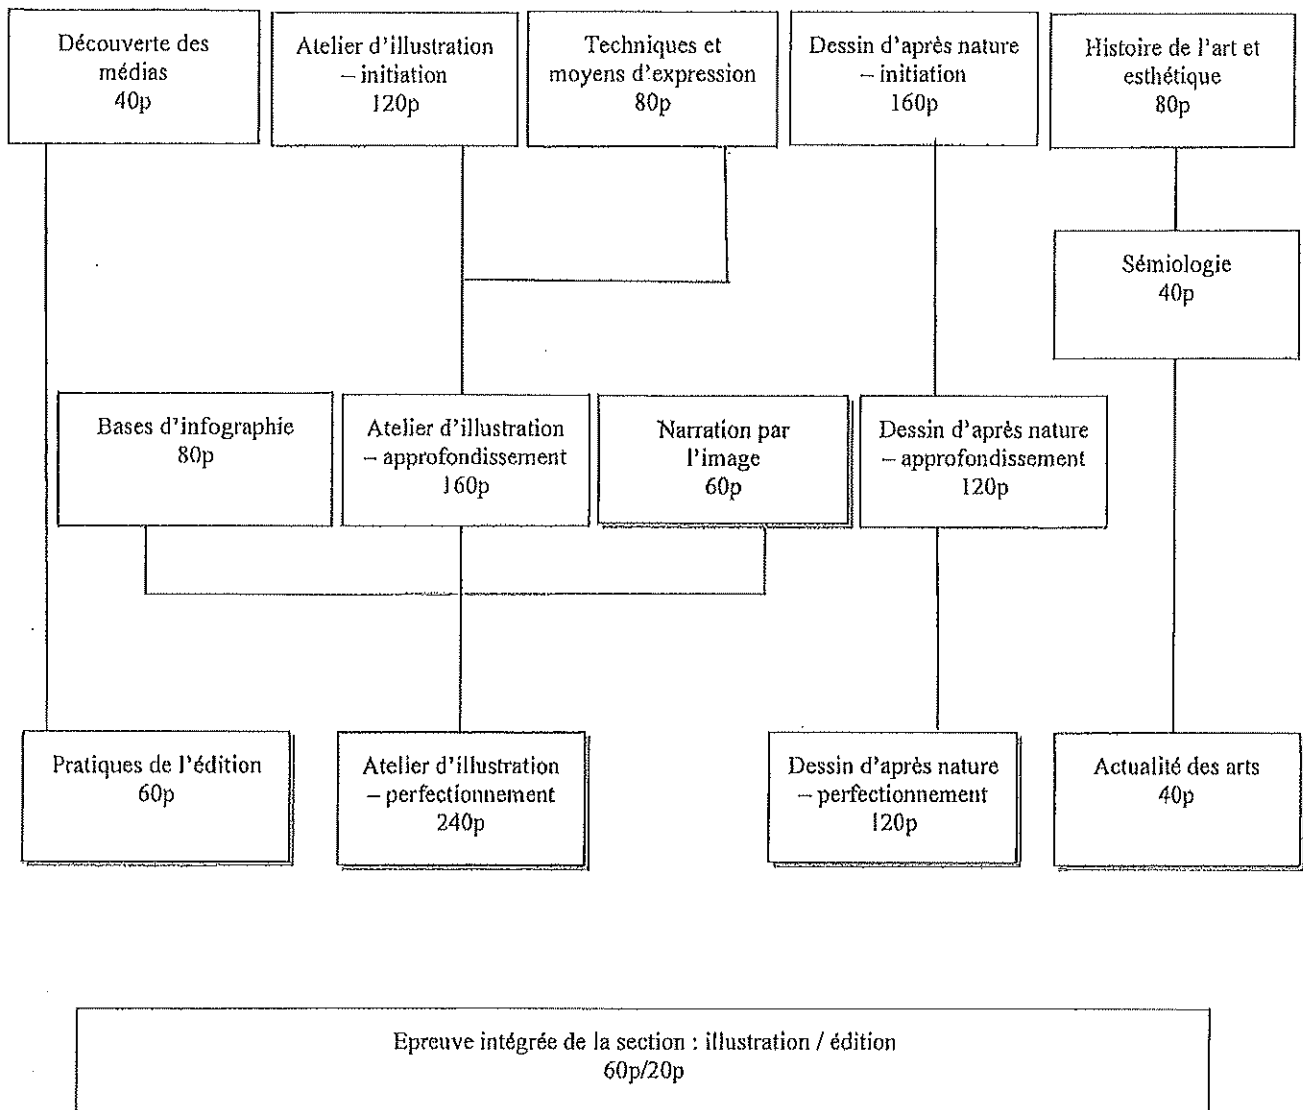 Découverte des
médias
40p
Atelier d'illustration
– initiation
120p
Techniques et
moyens d'expression
80p
Dessin d'après nature
– initiation
160p
Histoire de l'art et
esthétique
80p
Sémiologie
40p
Bases d'infographie
80p
Atelier d'illustration
– approfondissement
160p
Narration par
l'image
60p
Dessin d'après nature
– approfondissement
120p
Pratiques de l'édition
60p
Atelier d'illustration
– perfectionnement
240p
Dessin d'après nature
– perfectionnement
120p
Actualité des arts
40p
Epreuve intégrée de la section : illustration / édition
60p/20p